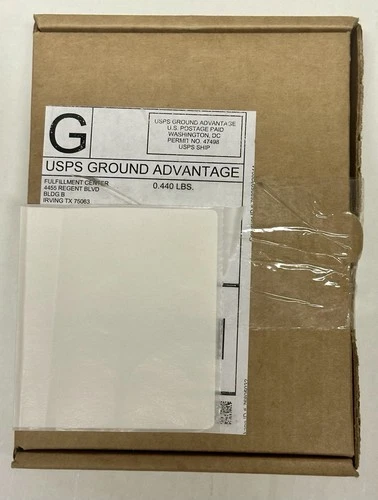 G
USPS GROUND ADVANTAGE
U.S. POSTAGE PAID
WASHINGTON, DC
PERMIT NO. 47498
USPS SHIP
USPS GROUND ADVANTAGE
FULFILLMENT CENTER
4455 REGENT BLVD
BLDG B
IRVING TX 75063
0.440 LBS.